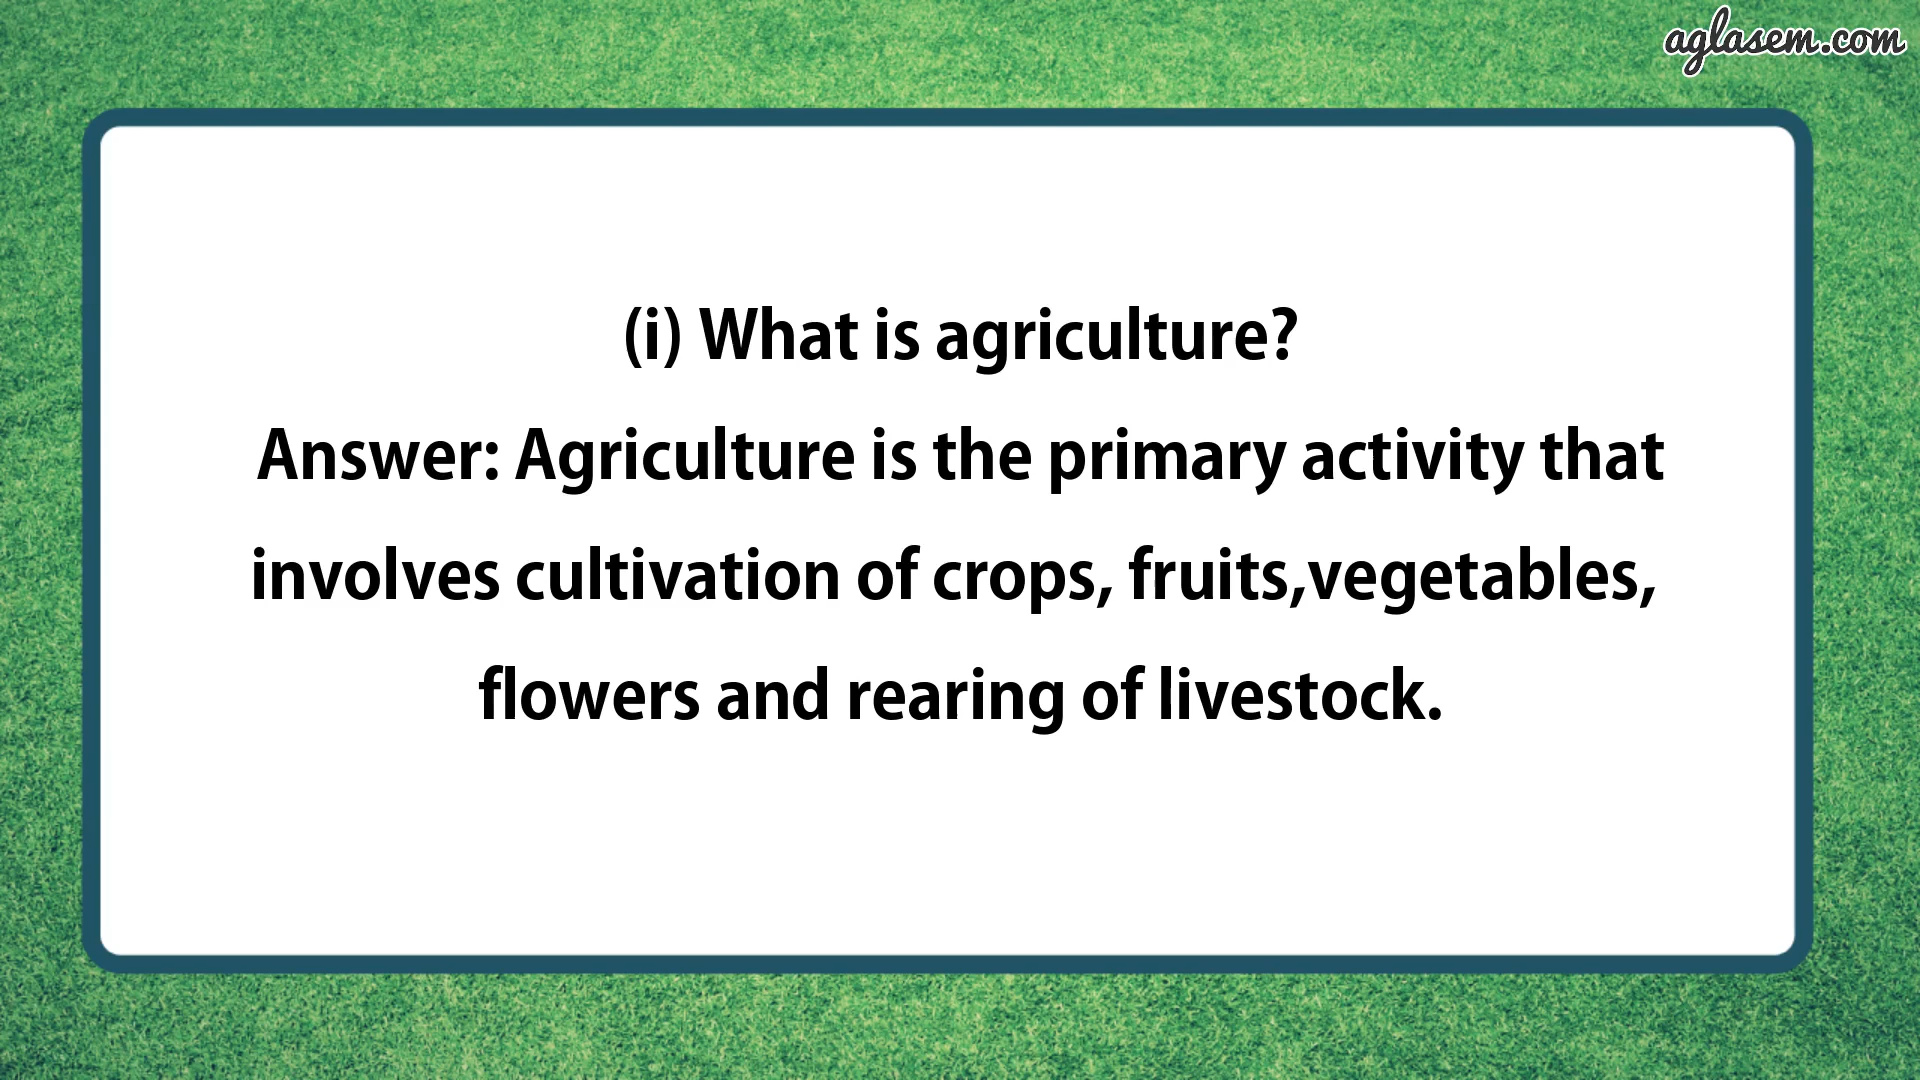 aglasem.com
(i) What is agriculture?
Answer: Agriculture is the primary activity that
involves cultivation of crops, fruits,vegetables,
flowers and rearing of livestock.